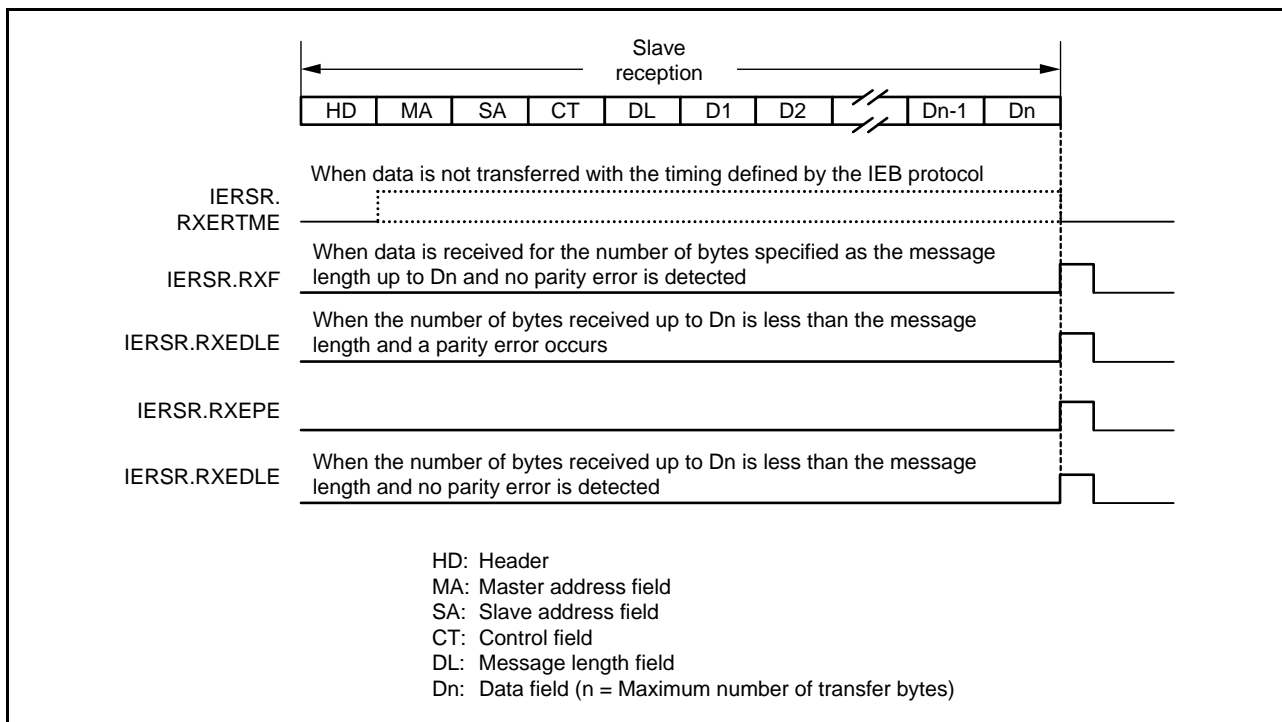 Slave
reception
HD MA SA CT DL D1 D2 Dn-1 Dn
When data is not transferred with the timing defined by the IEB protocol
IERSR.
RXERTME
When data is received for the number of bytes specified as the message
length up to Dn and no parity error is detected
IERSR.RXF
When the number of bytes received up to Dn is less than the message
length and a parity error occurs
IERSR.RXEDLE
IERSR.RXEPE
When the number of bytes received up to Dn is less than the message
length and no parity error is detected
IERSR.RXEDLE
HD: Header
MA: Master address field
SA: Slave address field
CT: Control field
DL: Message length field
Dn: Data field (n = Maximum number of transfer bytes)